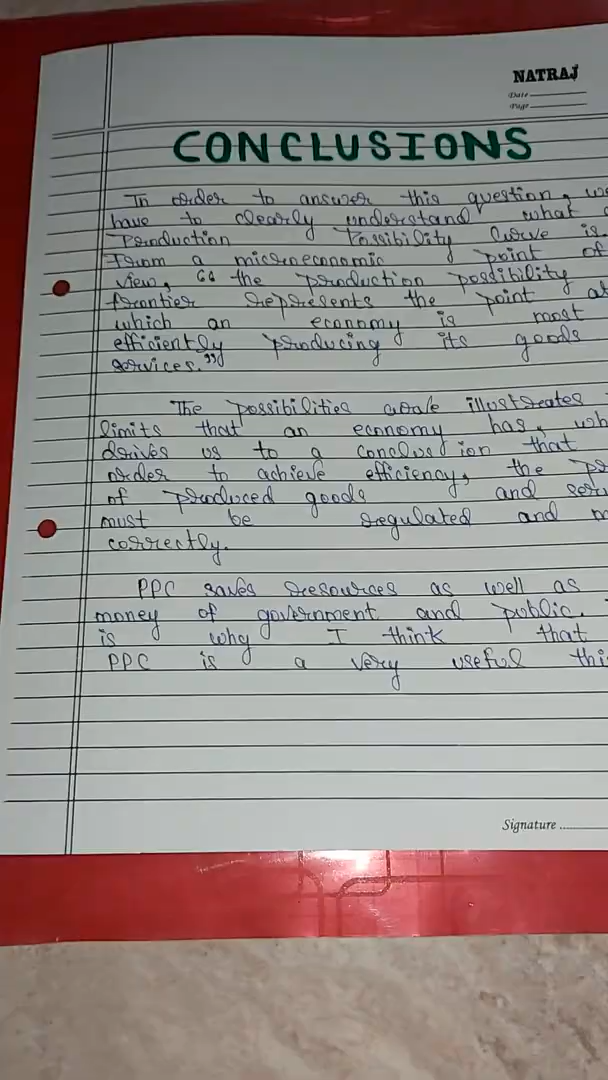 NATRAJ
Date
Page
CONCLUSIONS
In order to answer this question, we
have to clearly understand what a
Production Possibility Curve is.
From a microeconomic point of
view, "the production possibility
frontier represents the point at
which an economy is most
efficiently producing its goods
services."
The possibilities illustrates
limits that an economy has, wh
drives us to a conclusion that
order to achieve efficiency, the pr
of produced goods and serv
must be regulated and m
correctly.
PPC saves resources as well as
money of government and public.
is why I think that
PPC is a very useful thi
Signature